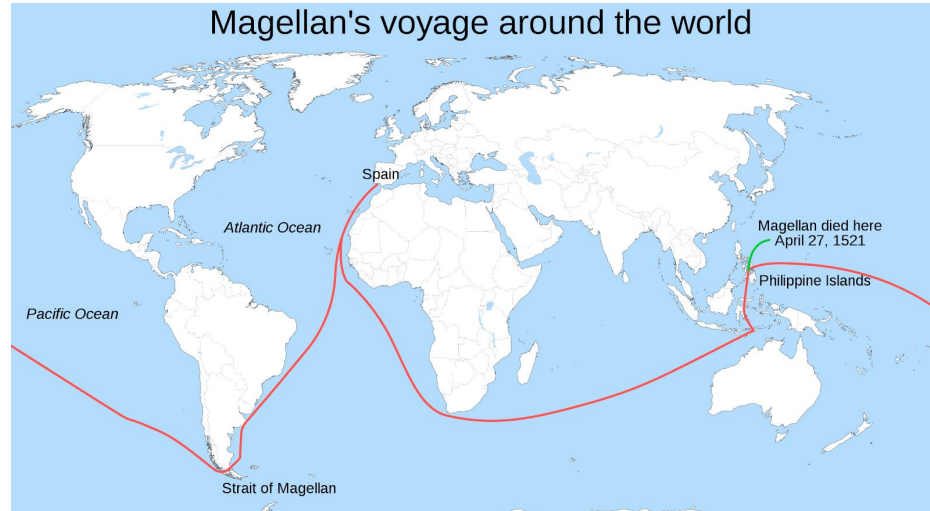 Magellan's voyage around the world
Spain
Atlantic Ocean
Magellan died here
April 27, 1521
Philippine Islands
Pacific Ocean
Strait of Magellan